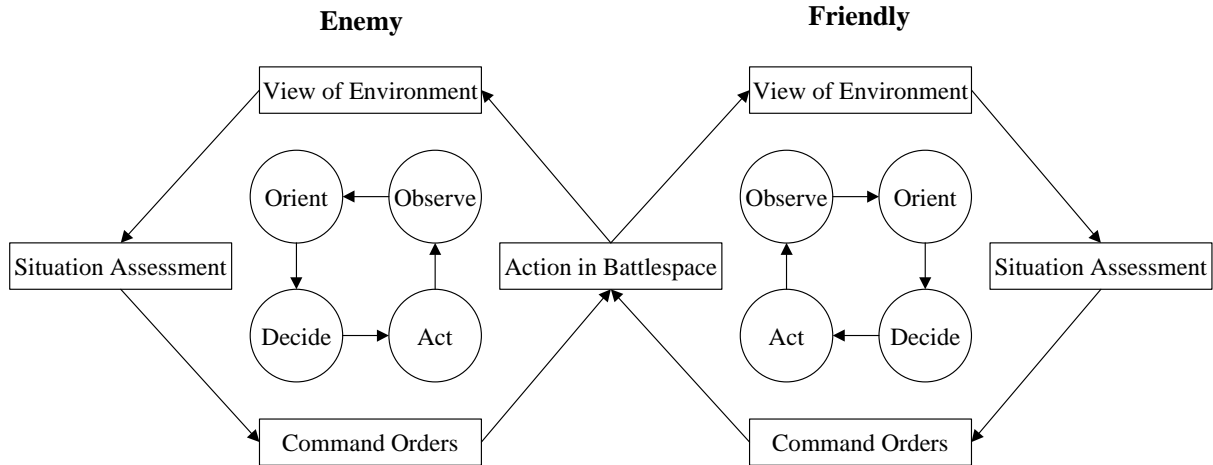 Enemy
Friendly
View of Environment
View of Environment
Orient
Observe
Observe
Orient
Situation Assessment
Action in Battlespace
Situation Assessment
Decide
Act
Act
Decide
Command Orders
Command Orders